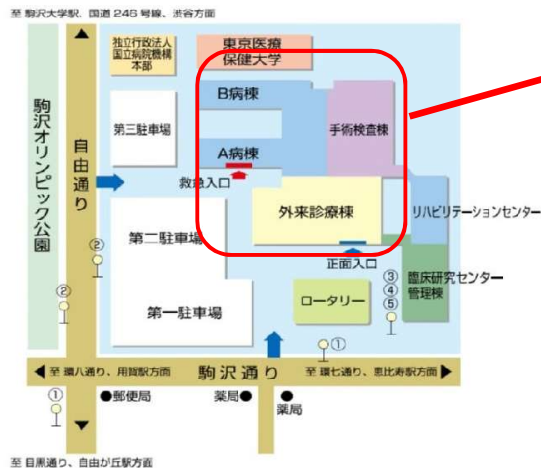 至 駒沢大学駅、国道 246 号線、渋谷方面
独立行政法人
国立病院機構
本部
東京医療
保健大学
B病棟
手術検査棟
第三駐車場
A病棟
救急入口
駒沢オリンピック公園
自由通り
外来診療棟
リハビリテーションセンター
第二駐車場
正面入口
臨床研究センター
管理棟
②
②
③
④
⑤
ロータリー
第一駐車場
①
至 環八通り、用賀駅方面
駒沢通り
至 環七通り、恵比寿駅方面
①
郵便局
薬局
薬局
至 目黒通り、自由が丘駅方面